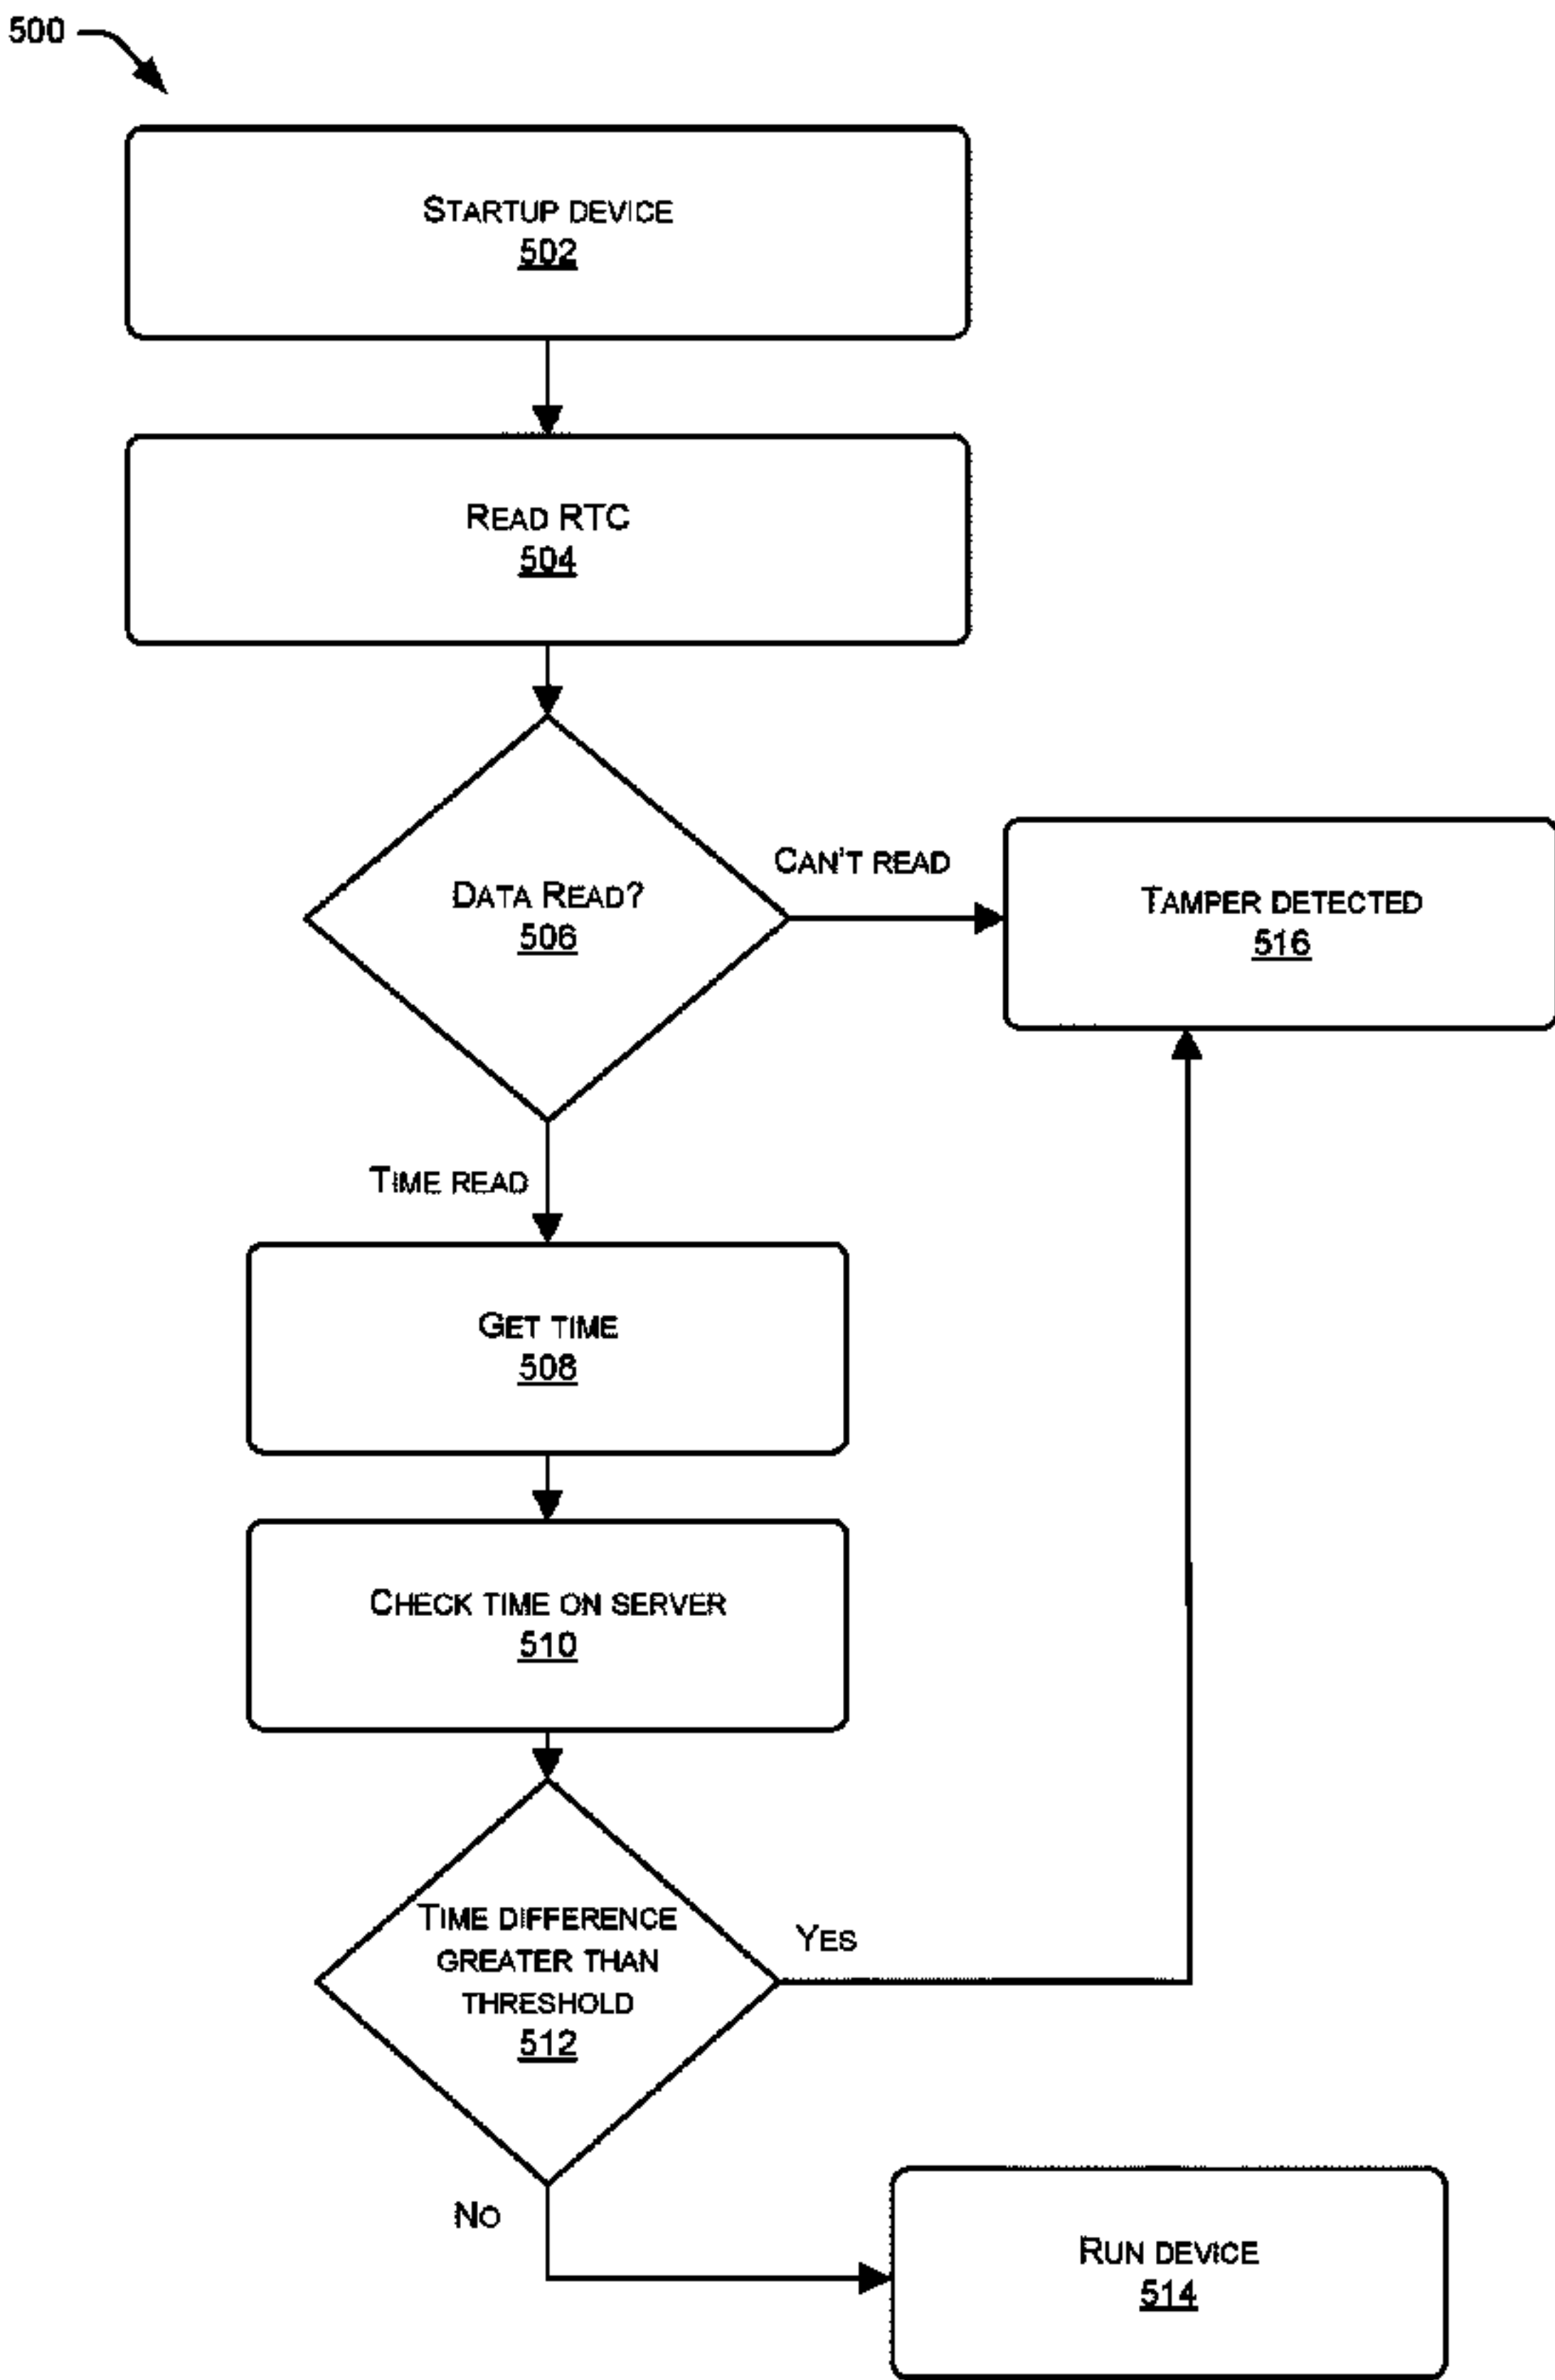 500
STARTUP DEVICE
502
READ RTC
504
DATA READ?
506
CAN'T READ
TAMPER DETECTED
516
TIME READ
GET TIME
508
CHECK TIME ON SERVER
510
TIME DIFFERENCE
GREATER THAN
THRESHOLD
512
YES
NO
RUN DEVICE
514